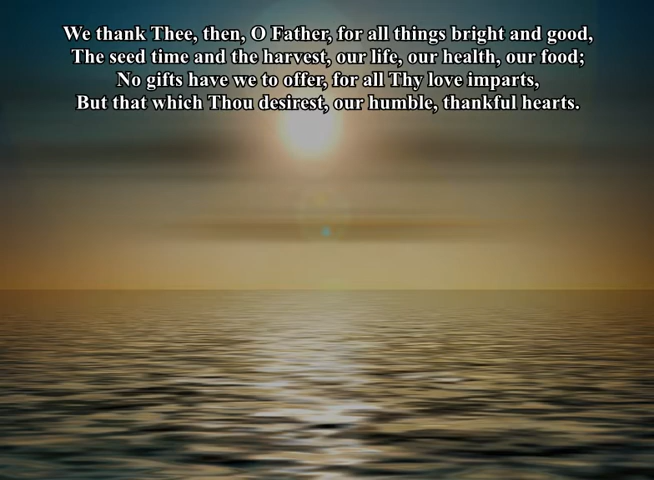 We thank Thee, then, O Father, for all things bright and good,
The seed time and the harvest, our life, our health, our food;
No gifts have we to offer, for all Thy love imparts,
But that which Thou desirest, our humble, thankful hearts.